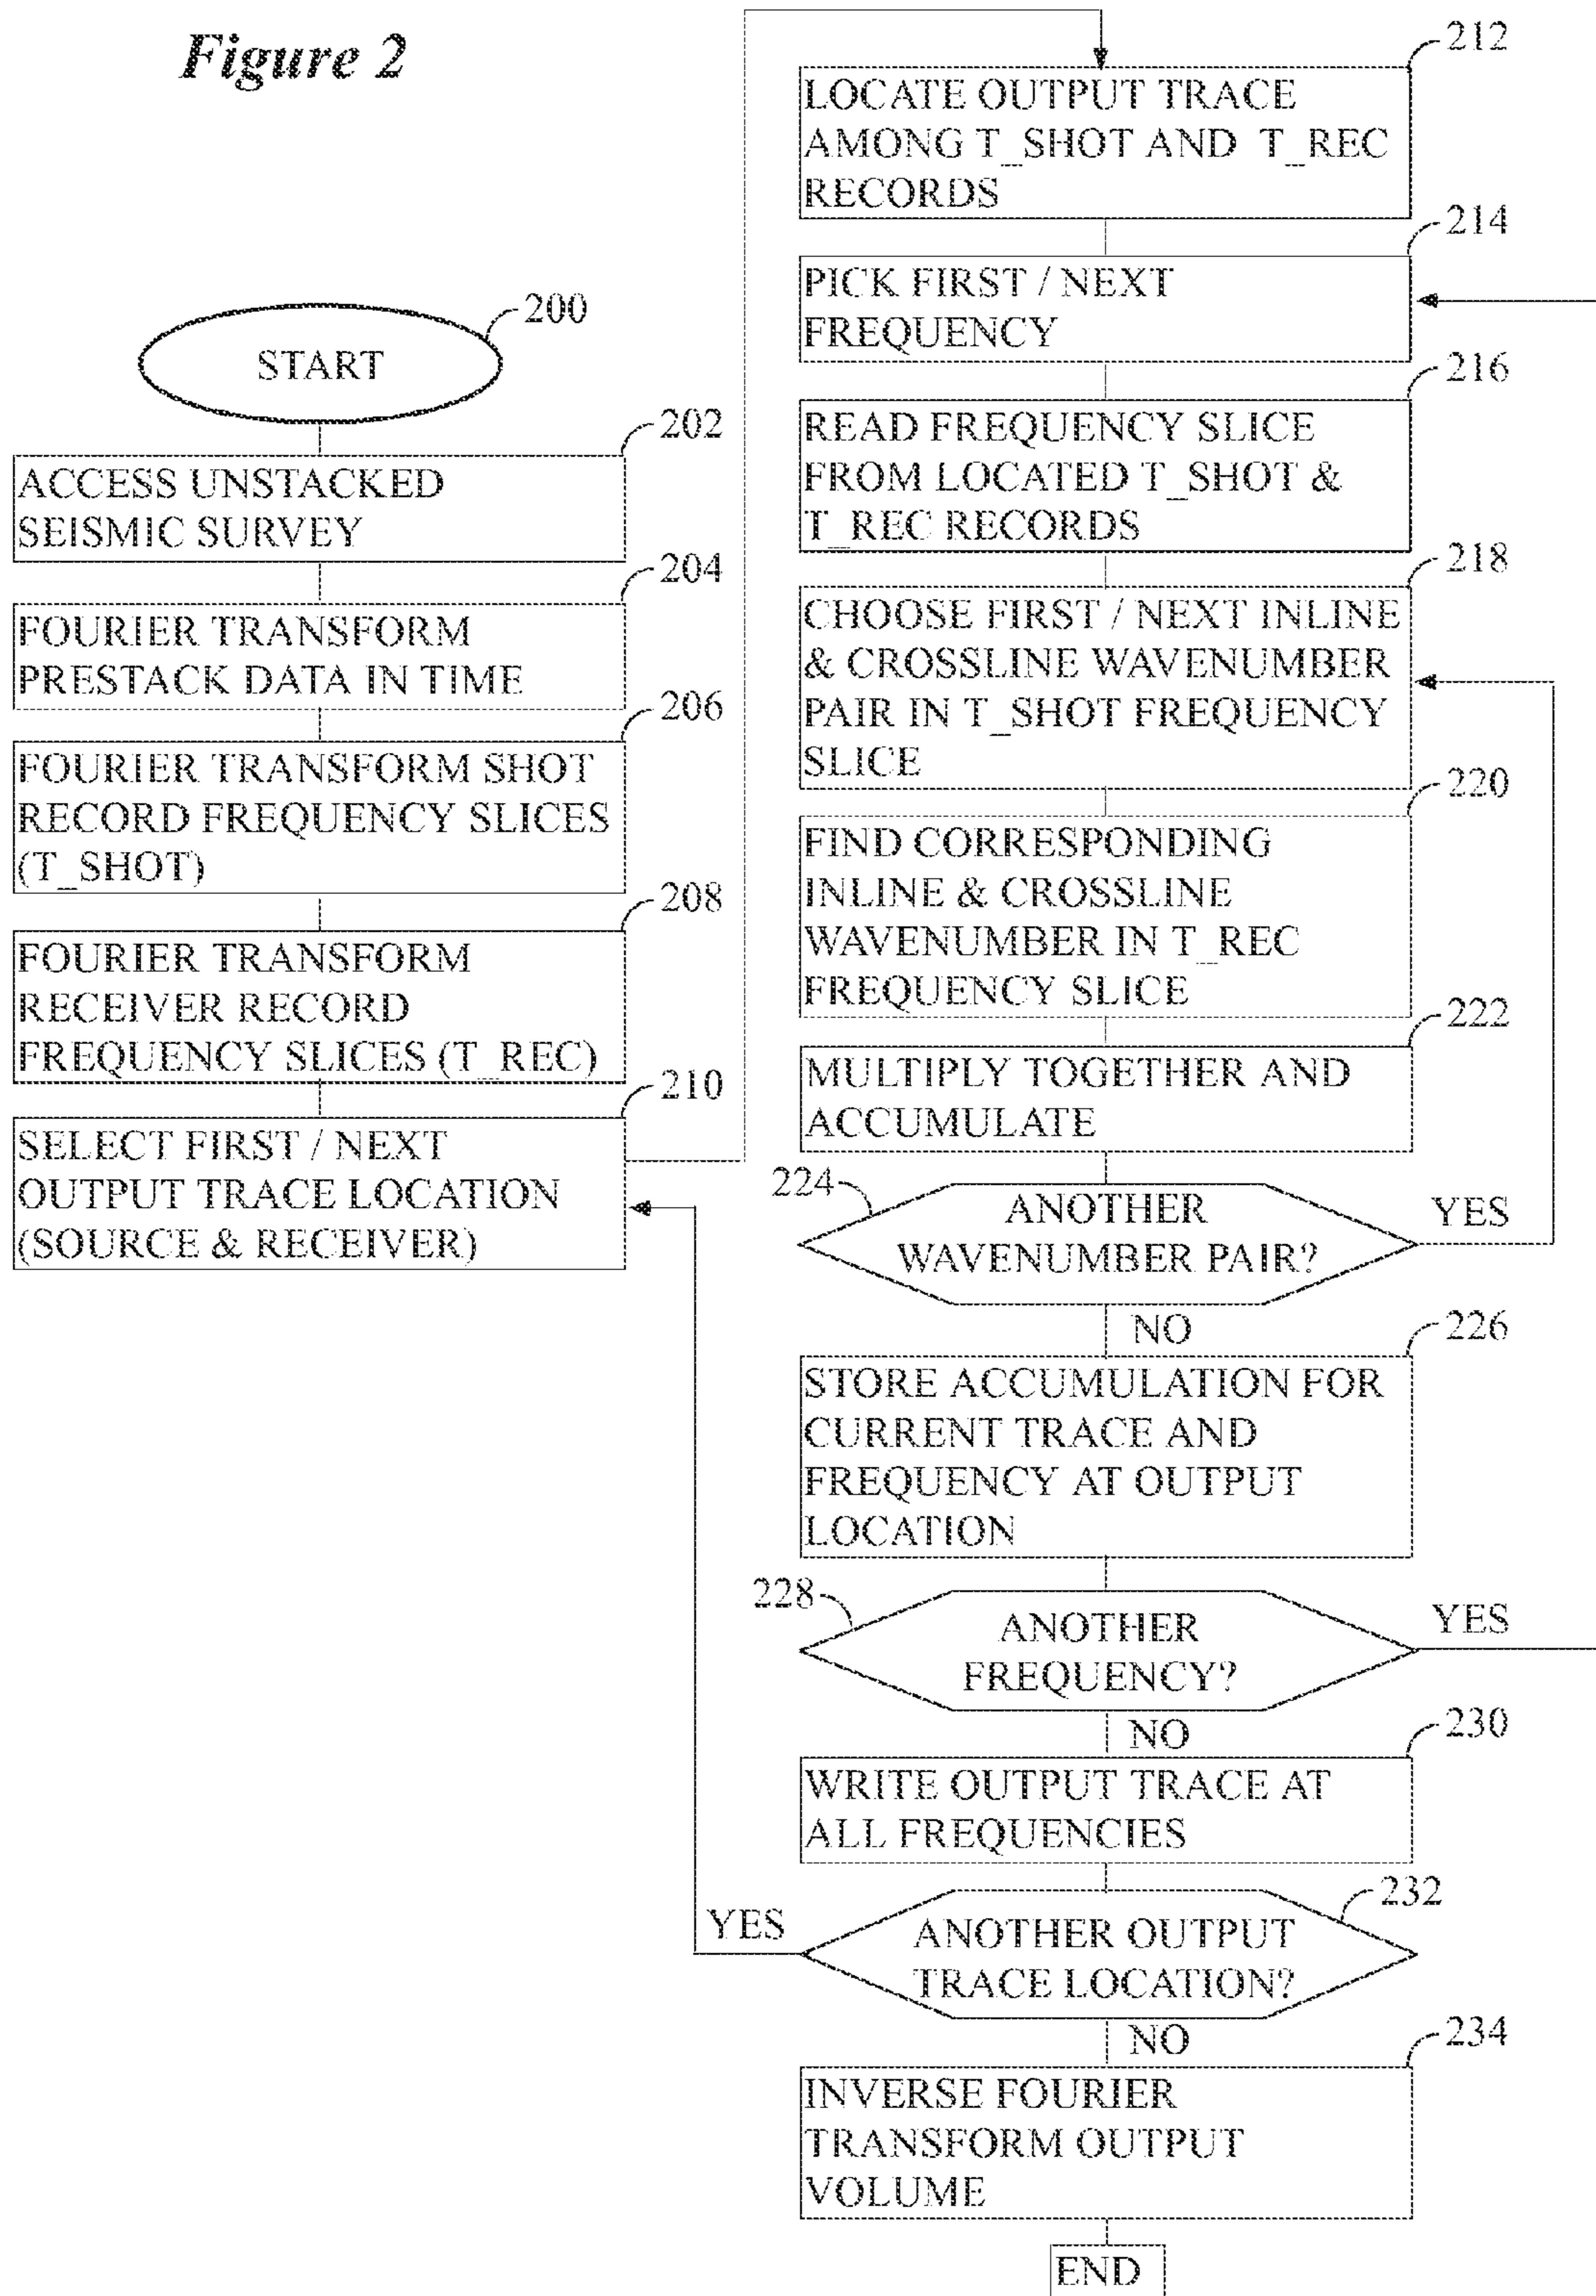 Figure 2
200
START
202
ACCESS UNSTACKED
SEISMIC SURVEY
204
FOURIER TRANSFORM
PRESTACK DATA IN TIME
206
FOURIER TRANSFORM SHOT
RECORD FREQUENCY SLICES
(T_SHOT)
208
FOURIER TRANSFORM
RECEIVER RECORD
FREQUENCY SLICES (T_REC)
210
SELECT FIRST / NEXT
OUTPUT TRACE LOCATION
(SOURCE & RECEIVER)
212
LOCATE OUTPUT TRACE
AMONG T_SHOT AND T_REC
RECORDS
214
PICK FIRST / NEXT
FREQUENCY
216
READ FREQUENCY SLICE
FROM LOCATED T_SHOT &
T_REC RECORDS
218
CHOOSE FIRST / NEXT INLINE
& CROSSLINE WAVENUMBER
PAIR IN T_SHOT FREQUENCY
SLICE
220
FIND CORRESPONDING
INLINE & CROSSLINE
WAVENUMBER IN T_REC
FREQUENCY SLICE
222
MULTIPLY TOGETHER AND
ACCUMULATE
224
ANOTHER
WAVENUMBER PAIR?
YES
NO
226
STORE ACCUMULATION FOR
CURRENT TRACE AND
FREQUENCY AT OUTPUT
LOCATION
228
ANOTHER
FREQUENCY?
YES
NO
230
WRITE OUTPUT TRACE AT
ALL FREQUENCIES
232
YES
ANOTHER OUTPUT
TRACE LOCATION?
NO
234
INVERSE FOURIER
TRANSFORM OUTPUT
VOLUME
END